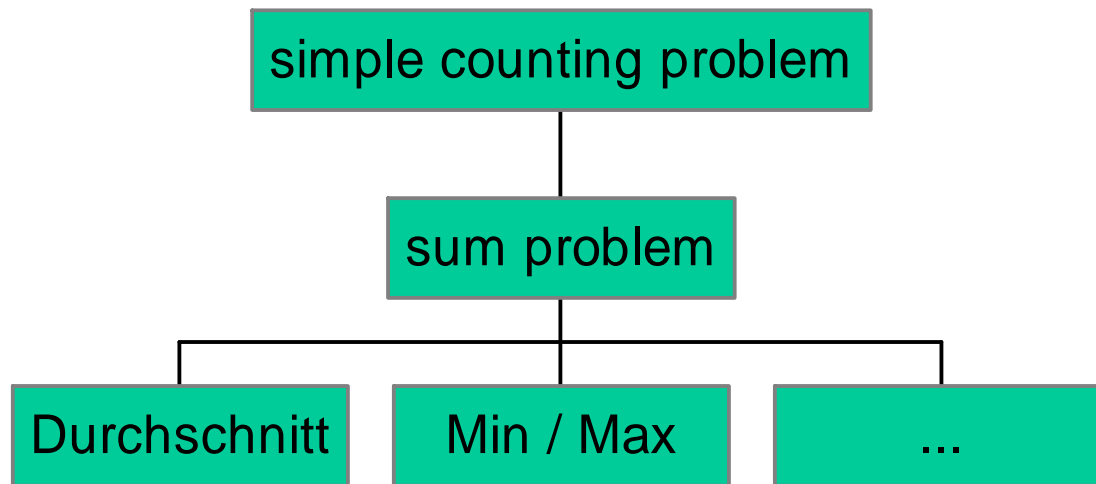 simple counting problem
sum problem
Durchschnitt
Min / Max
...